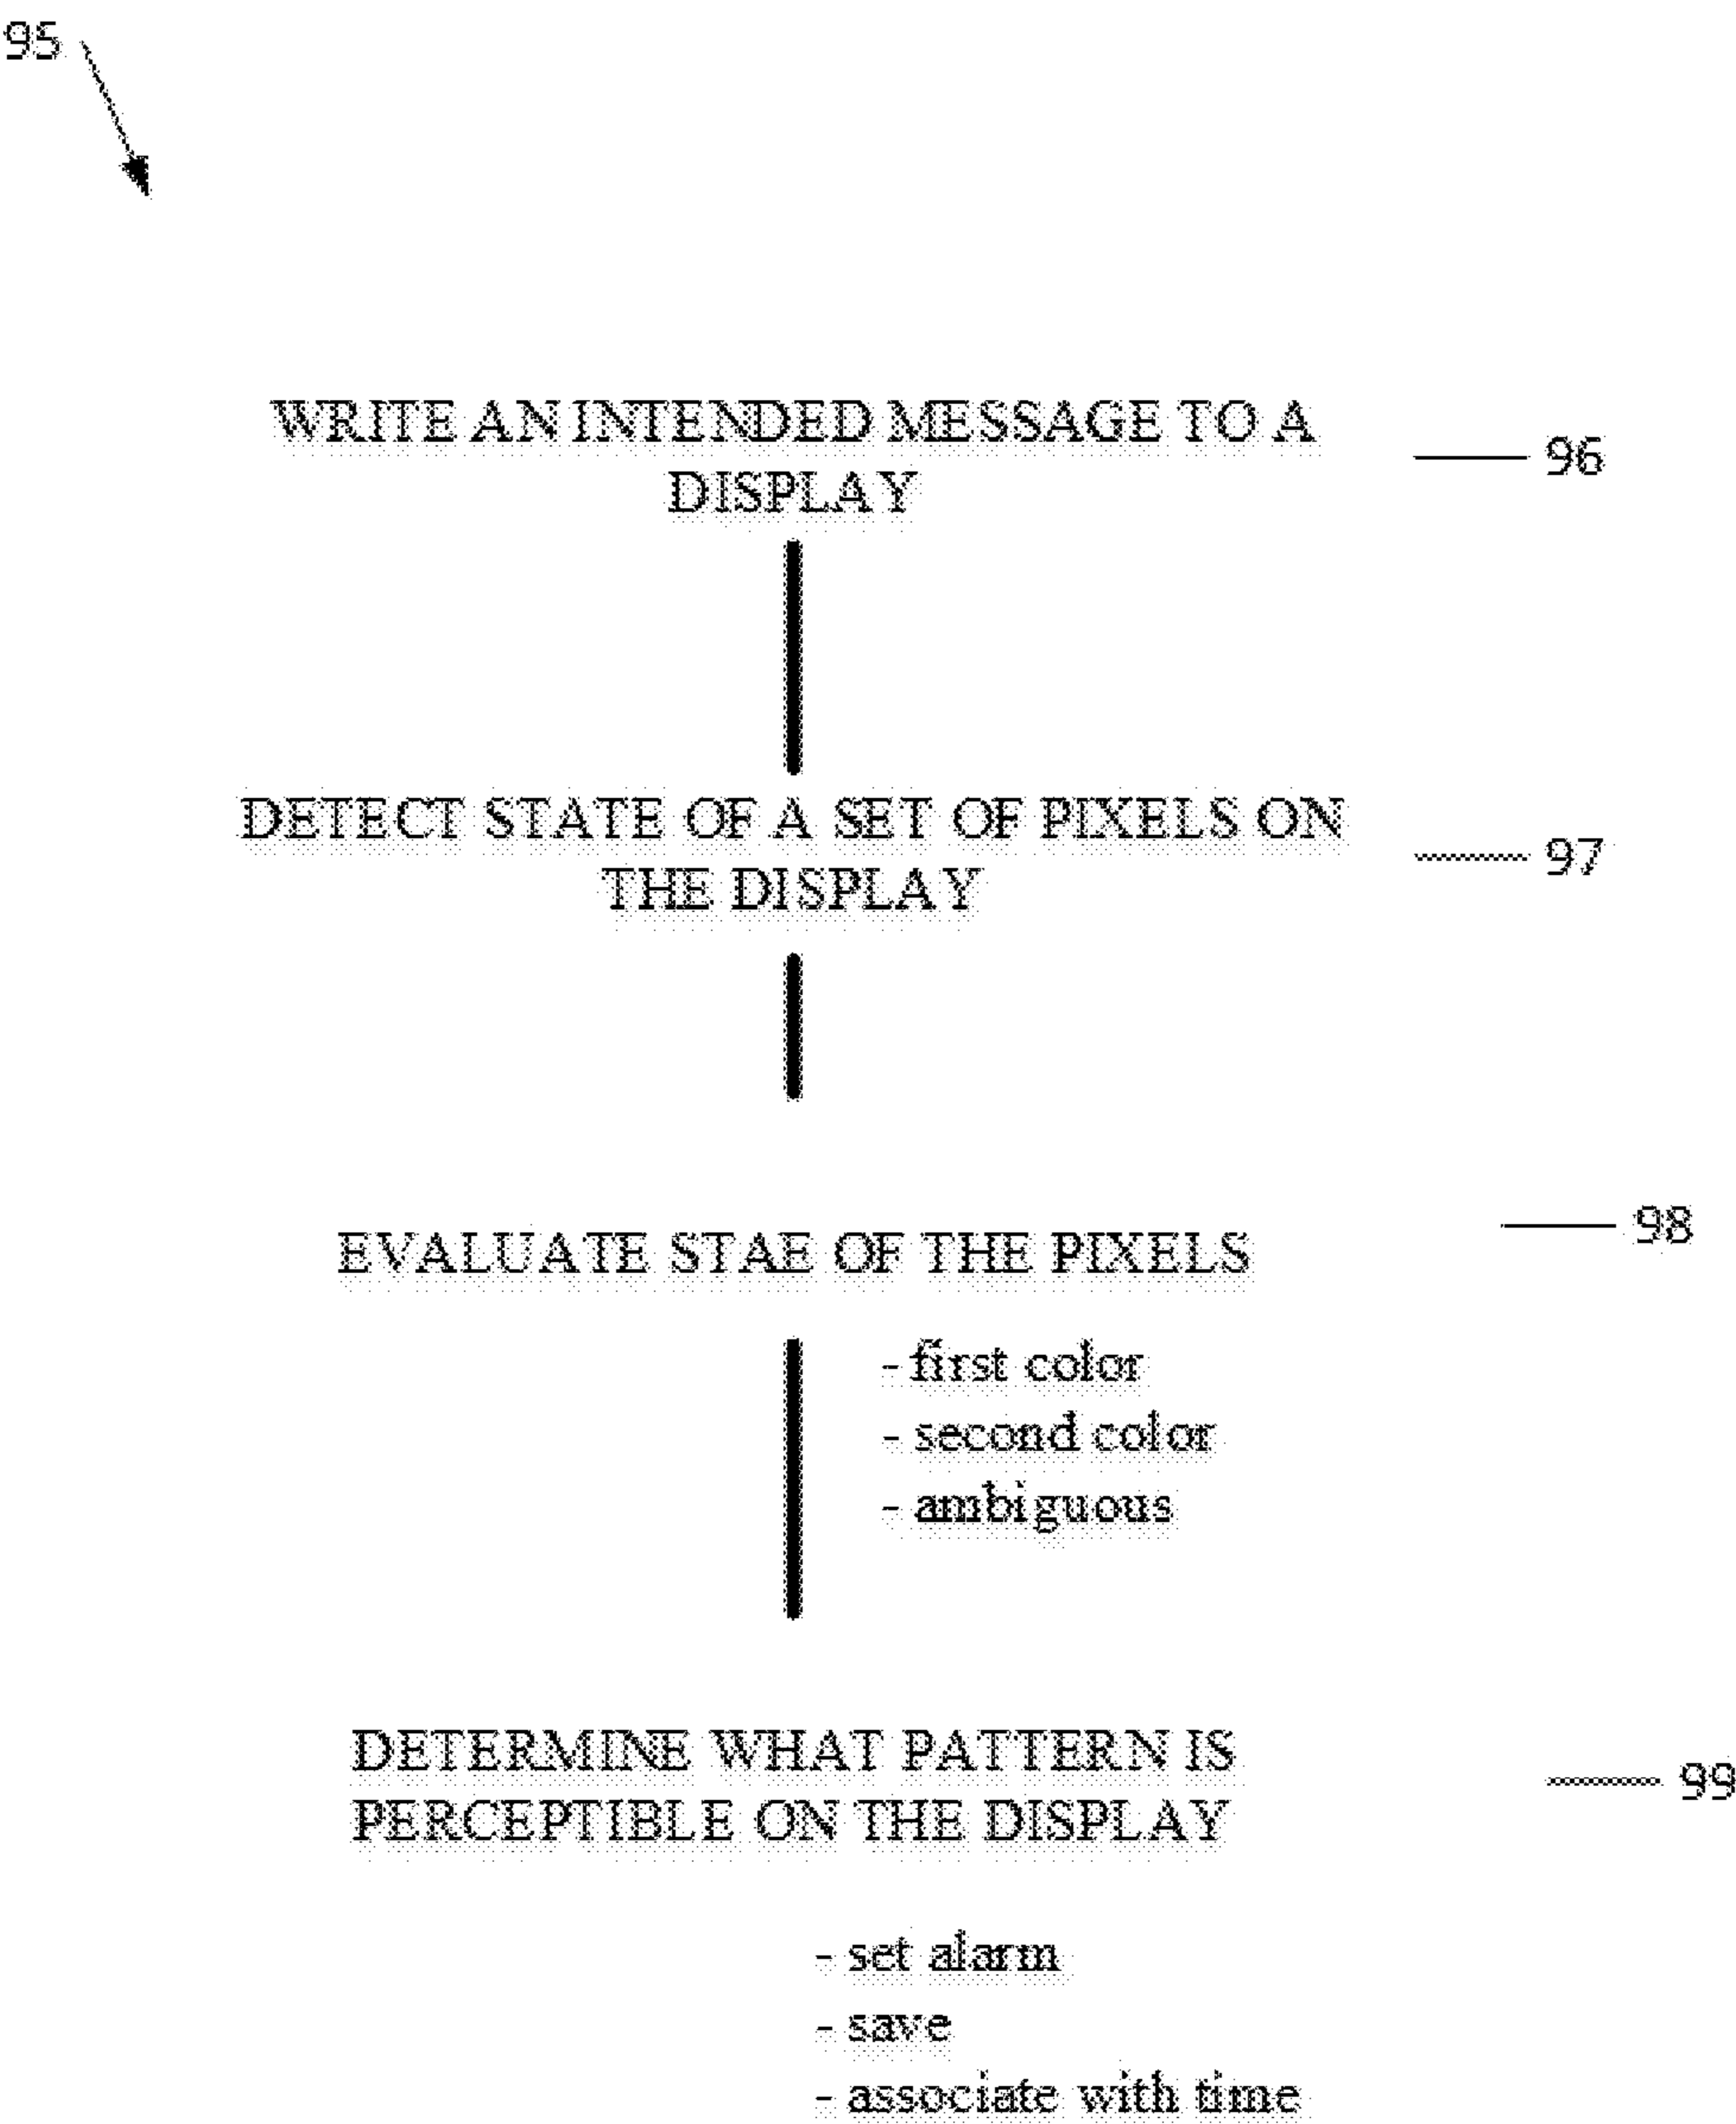 95
WRITE AN INTENDED MESSAGE TO A
DISPLAY
96
DETECT STATE OF A SET OF PIXELS ON
THE DISPLAY
97
EVALUATE STAE OF THE PIXELS
98
- first color
- second color
- ambiguous
DETERMINE WHAT PATTERN IS
PERCEPTIBLE ON THE DISPLAY
99
- set alarm
- save
- associate with time